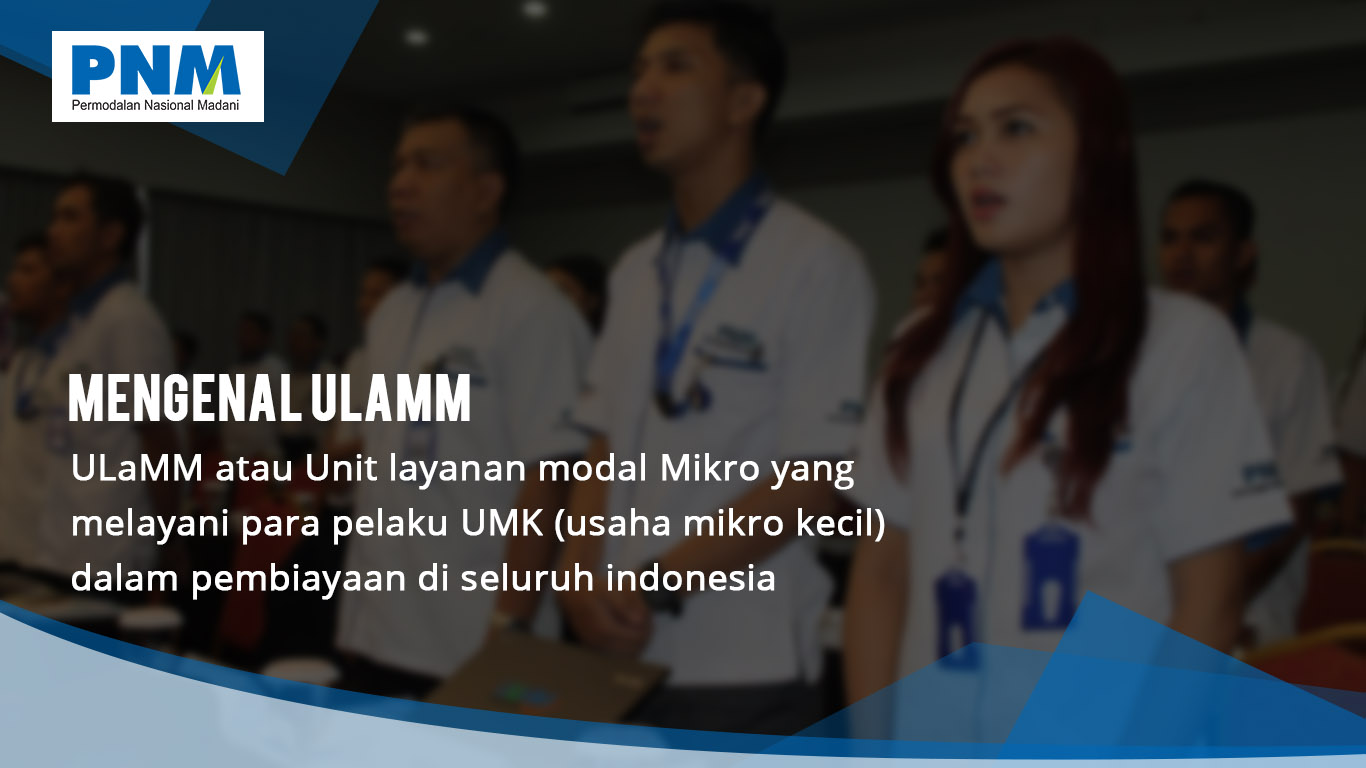 PNM
Permodalan Nasional Madani
MENGENAL ULAMM
ULaMM atau Unit layanan modal Mikro yang
melayani para pelaku UMK (usaha mikro kecil)
dalam pembiayaan di seluruh indonesia